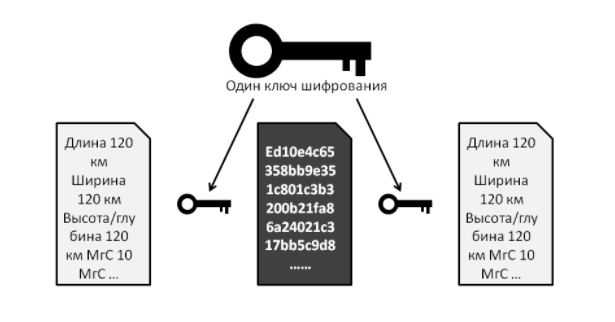 Один ключ шифрования
Длина 120
км
Ширина
120 км
Высота/глу
бина 120
км МгС 10
МгС ...
Ed10e4c65
358bb9e35
1c801c3b3
200b21fa8
6a24021c3
17bb5c9d8
......
Длина 120
км
Ширина
120 км
Высота/глу
бина 120
км МгС 10
МгС ...